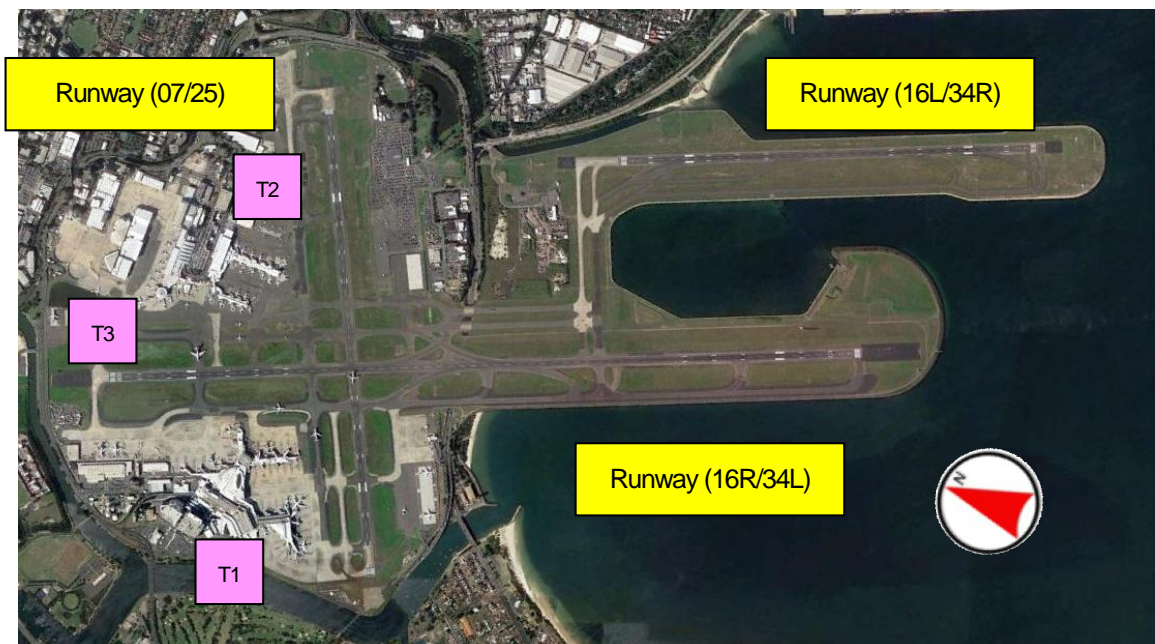 Runway (07/25)
Runway (16L/34R)
T2
T3
Runway (16R/34L)
N
T1